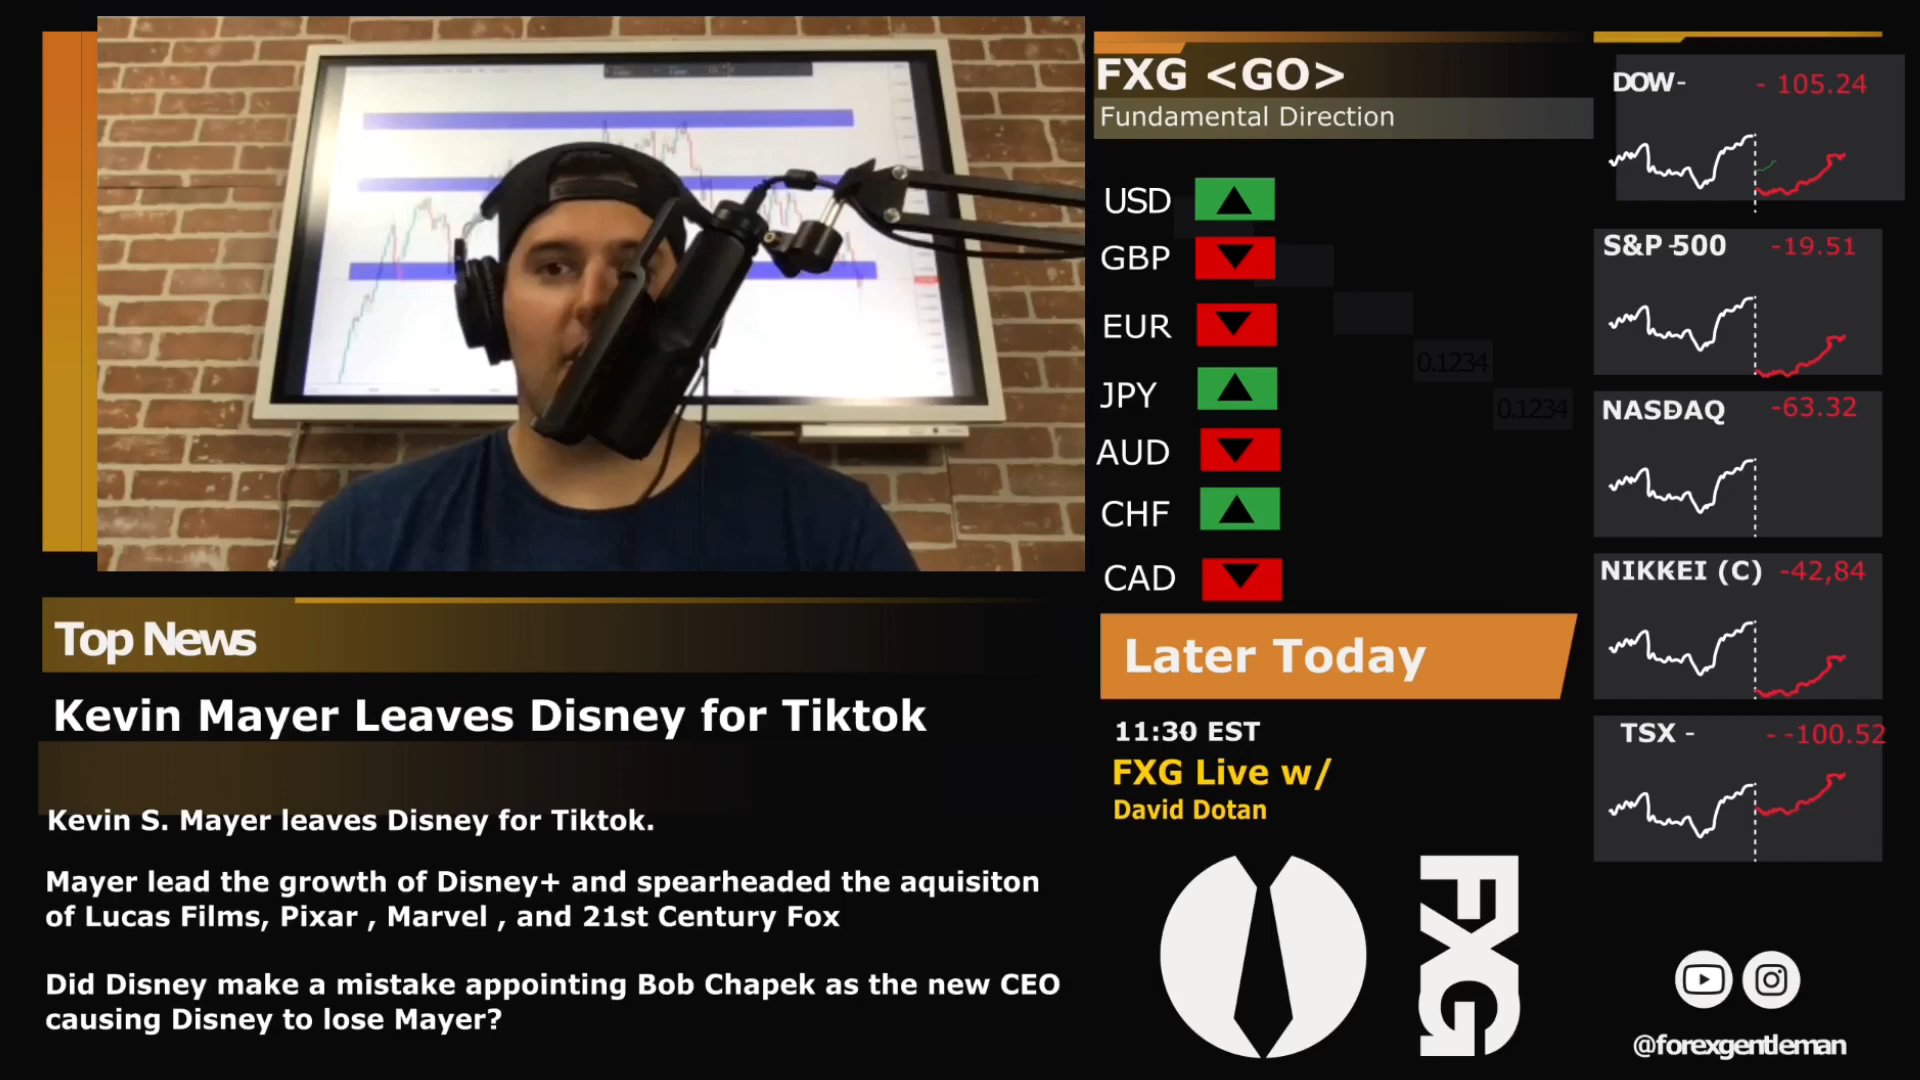 FXG <GO>
Fundamental Direction
USD
GBP
EUR
JPY
AUD
CHF
CAD
0.1234
0.1234
DOW -
- 105.24
S&P 500
-19.51
NASDAQ
-63.32
NIKKEI (C)
-42,84
TSX -
- -100.52
Top News
Kevin Mayer Leaves Disney for Tiktok
Kevin S. Mayer leaves Disney for Tiktok.
Mayer lead the growth of Disney+ and spearheaded the aquisiton
of Lucas Films, Pixar , Marvel , and 21st Century Fox
Did Disney make a mistake appointing Bob Chapek as the new CEO
causing Disney to lose Mayer?
Later Today
11:30 EST
FXG Live w/
David Dotan
FXG
@forexgentleman